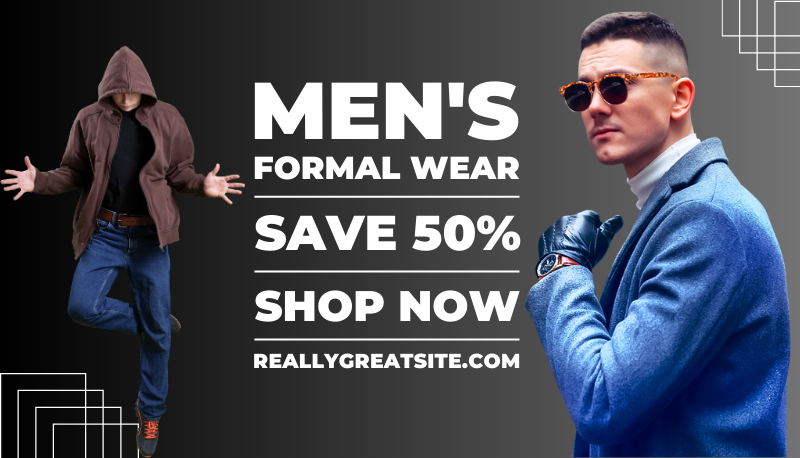 MEN'S
FORMAL WEAR
SAVE 50%
SHOP NOW
REALLYGREATSITE.COM